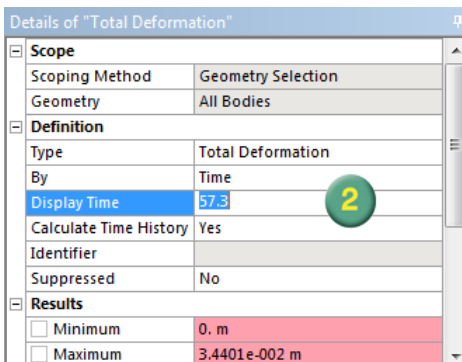 Details of "Total Deformation"
Scope
Scoping Method Geometry Selection
Geometry All Bodies
Definition
Type Total Deformation
By Time
Display Time 57.3
2
Calculate Time History Yes
Identifier
Suppressed No
Results
Minimum 0. m
Maximum 3.4401e-002 m